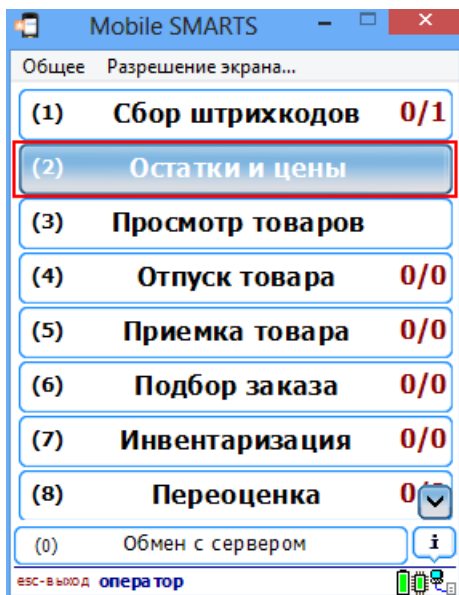 Mobile SMARTS
Общее Разрешение экрана...
(1) Сбор штрихкодов 0/1
(2) Остатки и цены
(3) Просмотр товаров
(4) Отпуск товара 0/0
(5) Приемка товара 0/0
(6) Подбор заказа 0/0
(7) Инвентаризация 0/0
(8) Переоценка
(0) Обмен с сервером i
esc-выход оператор